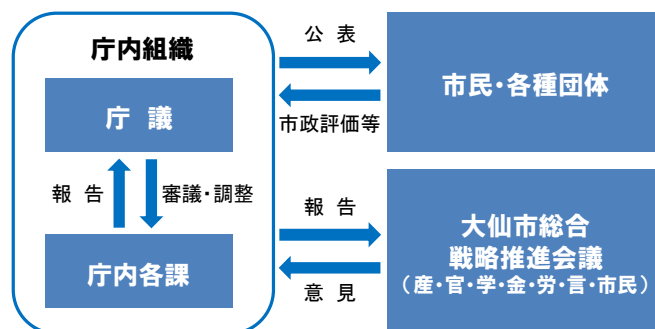 庁内組織
庁 議
報 告
審議・調整
庁内各課
公 表
市政評価等
報 告
意 見
市民・各種団体
大仙市総合
戦略推進会議
（産・官・学・金・労・言・市民）